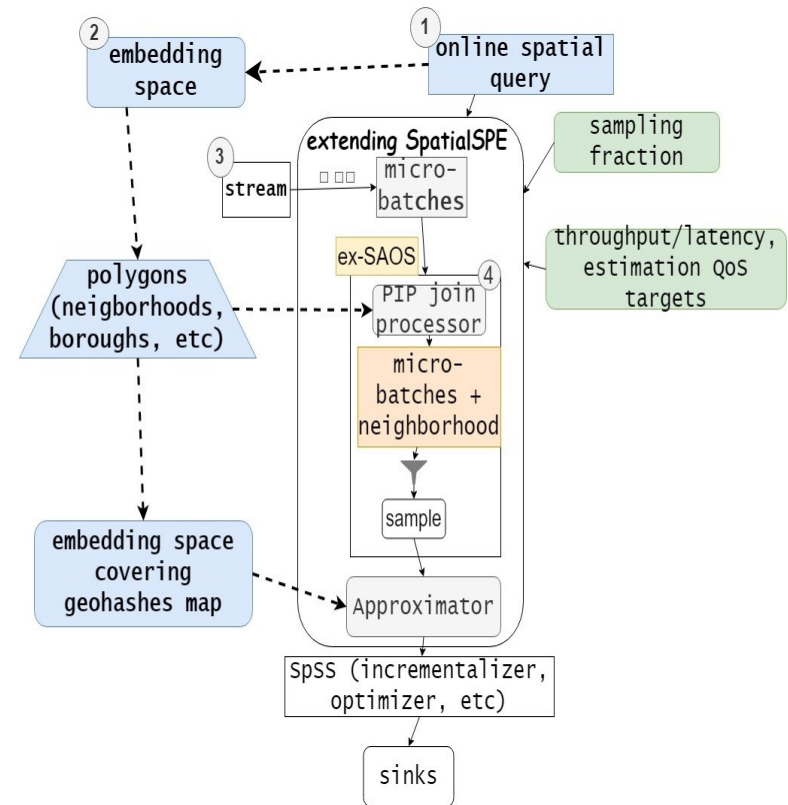 2
embedding
space
1
online spatial
query
extending SpatialSPE
sampling
fraction
3
stream
micro-
batches
throughput/latency,
estimation QoS
targets
ex-SAOS
4
polygons
(neigborhoods,
boroughs, etc)
PIP join
processor
micro-
batches +
neighborhood
sample
embedding space
covering
geohashes map
Approximator
SpSS (incrementalizer,
optimizer, etc)
sinks